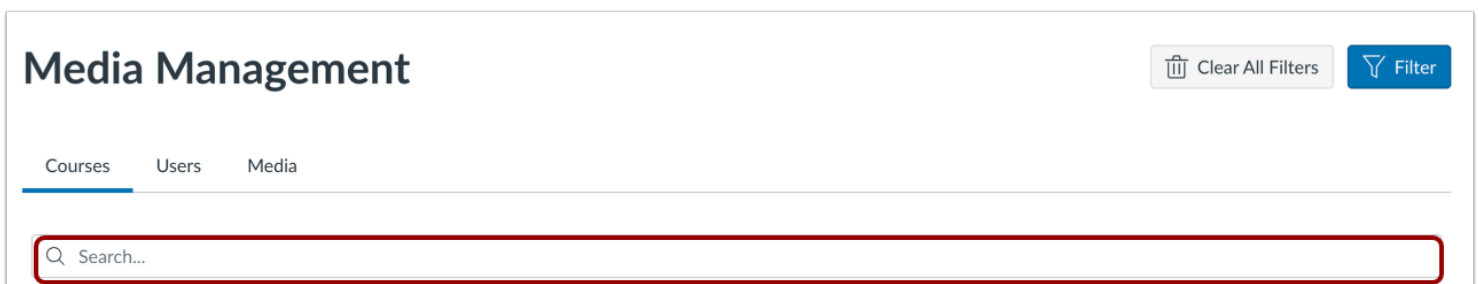 Media Management
Clear All Filters
Filter
Courses Users Media
Search...